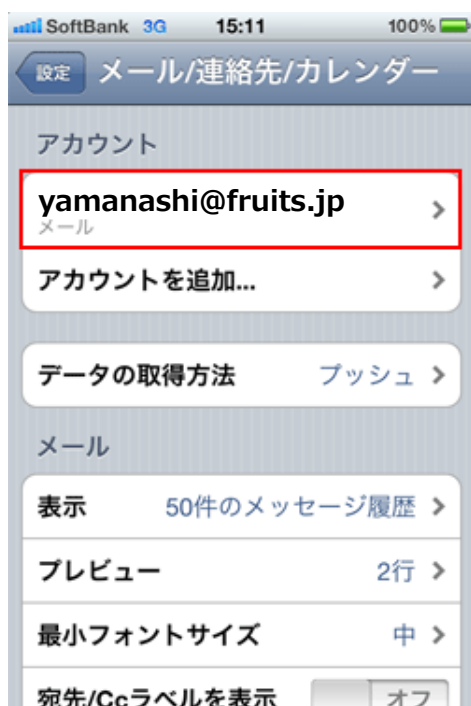 SoftBank 3G 15:11 100%
設定 メール/連絡先/カレンダー
アカウント
yamanashi@fruits.jp
メール
アカウントを追加...
データの取得方法 プッシュ
メール
表示 50件のメッセージ履歴
プレビュー 2行
最小フォントサイズ 中
宛先/Ccラベルを表示 オフ